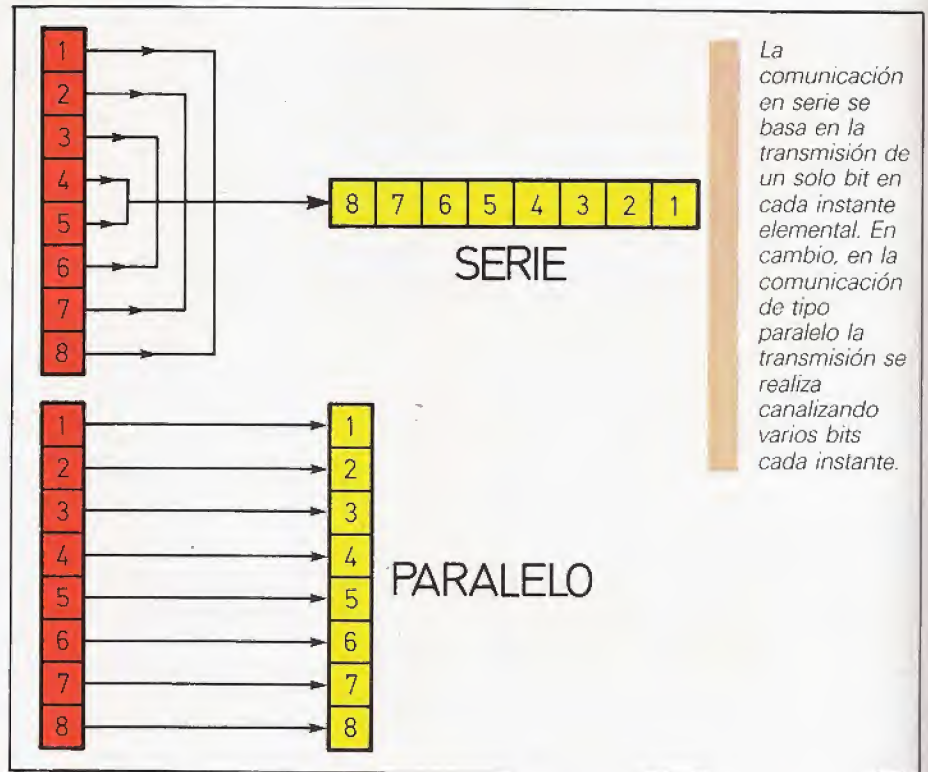 1
2
3
4
5
6
7
8
8 7 6 5 4 3 2 1
SERIE
1
2
3
4
5
6
7
8
1
2
3
4
5
6
7
8
PARALELO
La
comunicación
en serie se
basa en la
transmisión de
un solo bit en
cada instante
elemental. En
cambio, en la
comunicación
de tipo
paralelo la
transmisión se
realiza
canalizando
varios bits
cada instante.